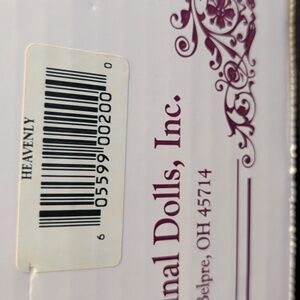 HEAVENLY
6 05599 00200 0
nal Dolls, Inc.
Belpre, OH 45714